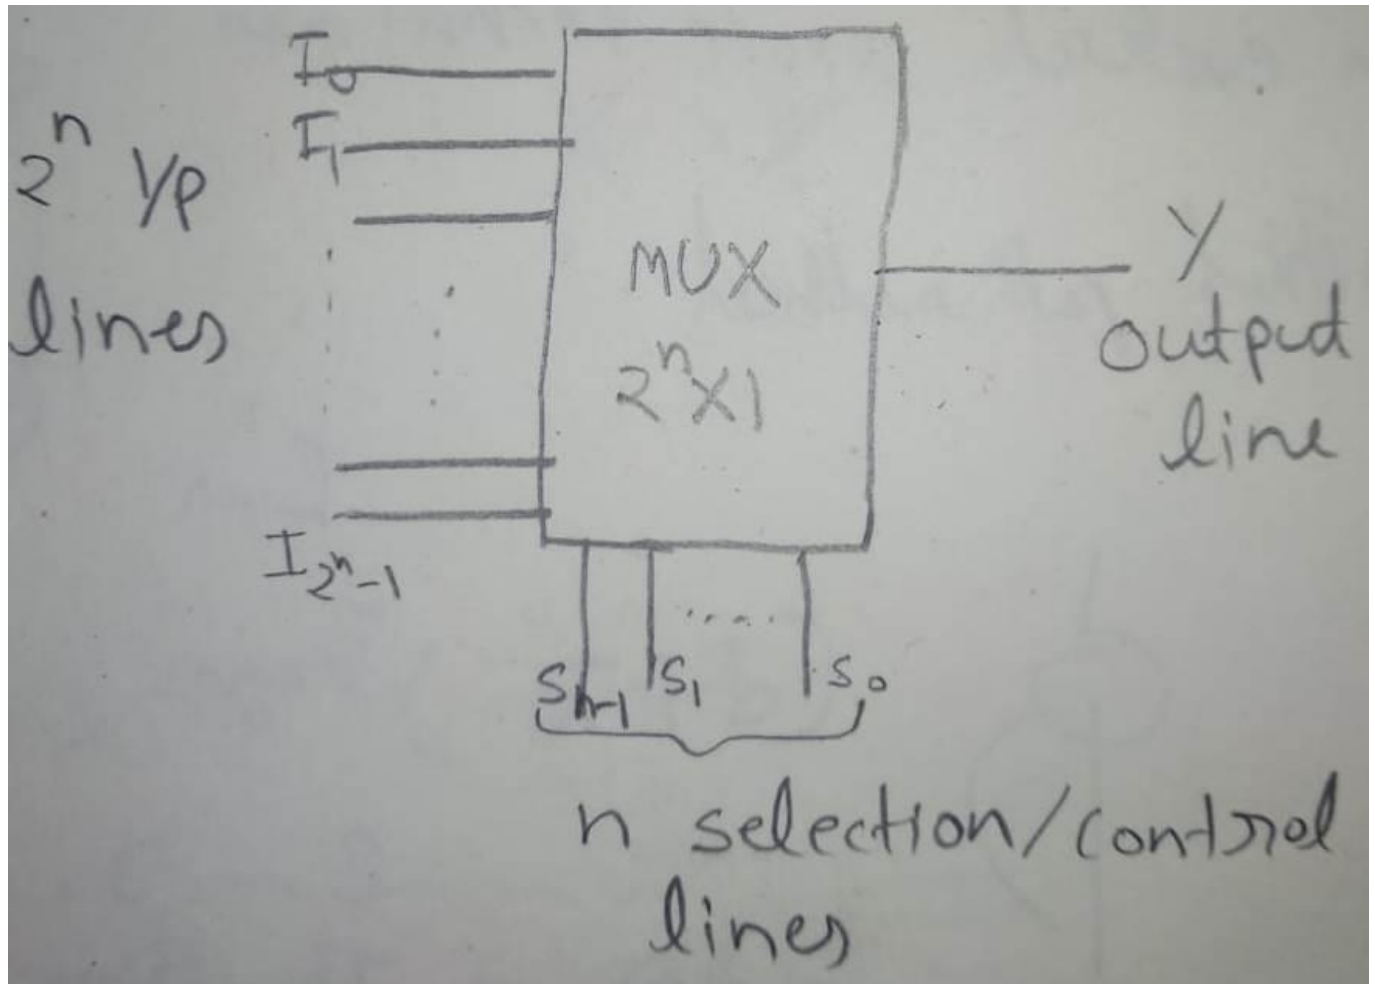 I₀
I₁
2ⁿ I/P
lines
I₂ⁿ₋₁
MUX
2ⁿX1
Y
output
line
Sₙ₋₁ S₁ ..... S₀
n selection/control
lines